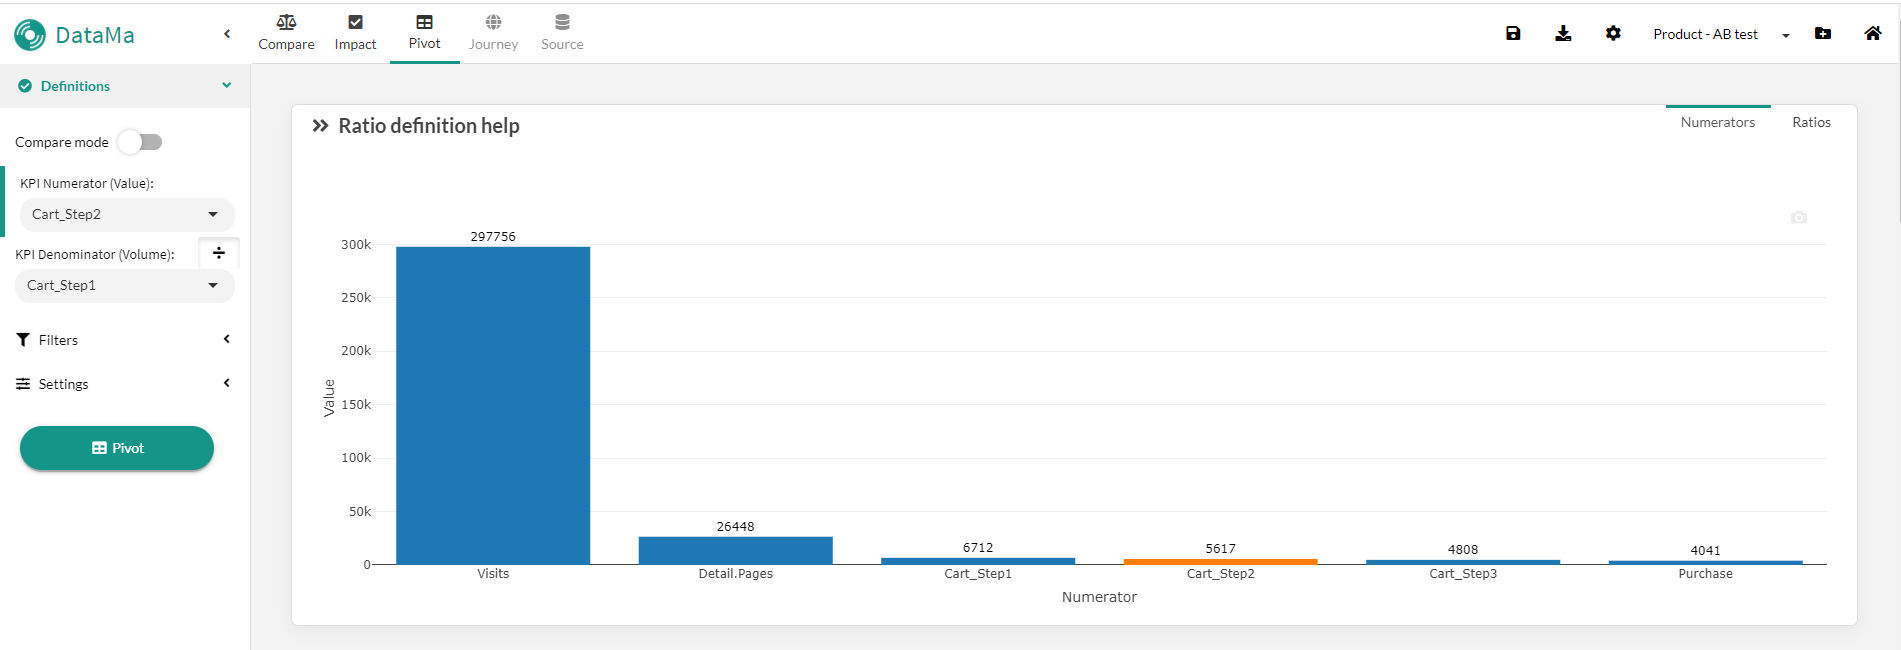 DataMa
Compare
Impact
Pivot
Journey
Source
Product - AB test
Definitions
Compare mode
KPI Numerator (Value):
Cart_Step2
KPI Denominator (Volume):
÷
Cart_Step1
Filters
Settings
Pivot
Ratio definition help
Numerators
Ratios
Value
300k
250k
200k
150k
100k
50k
0
297756
26448
6712
5617
4808
4041
Visits
Detail.Pages
Cart_Step1
Cart_Step2
Cart_Step3
Purchase
Numerator